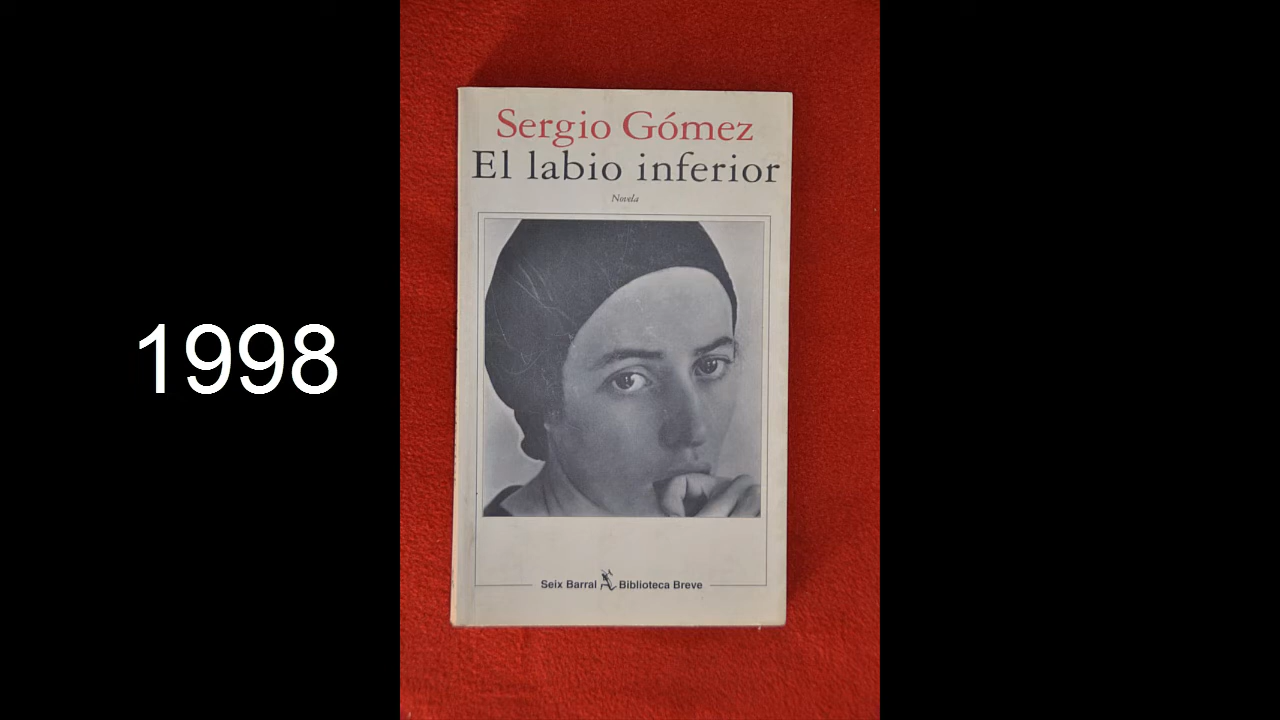 1998
Sergio Gómez
El labio inferior
Novela
Seix Barral Biblioteca Breve